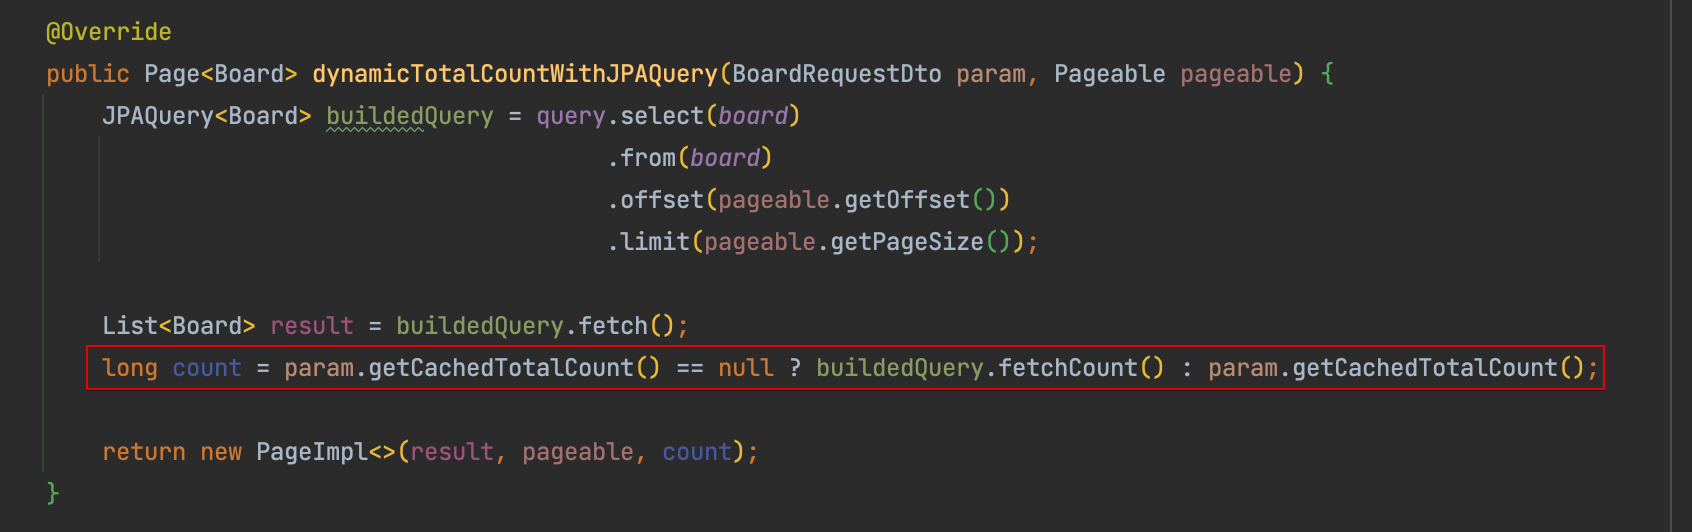 @Override
public Page<Board> dynamicTotalCountWithJPAQuery(BoardRequestDto param, Pageable pageable) {
JPAQuery<Board> buildedQuery = query.select(board)
.from(board)
.offset(pageable.getOffset())
.limit(pageable.getPageSize());
List<Board> result = buildedQuery.fetch();
long count = param.getCachedTotalCount() == null ? buildedQuery.fetchCount() : param.getCachedTotalCount();
return new PageImpl<>(result, pageable, count);
}